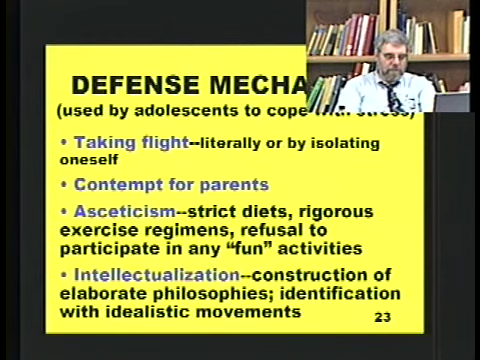 DEFENSE MECHA
(used by adolescents to cope with stress)
• Taking flight--literally or by isolating
oneself
• Contempt for parents
• Asceticism--strict diets, rigorous
exercise regimens, refusal to
participate in any “fun” activities
• Intellectualization--construction of
elaborate philosophies; identification
with idealistic movements
23